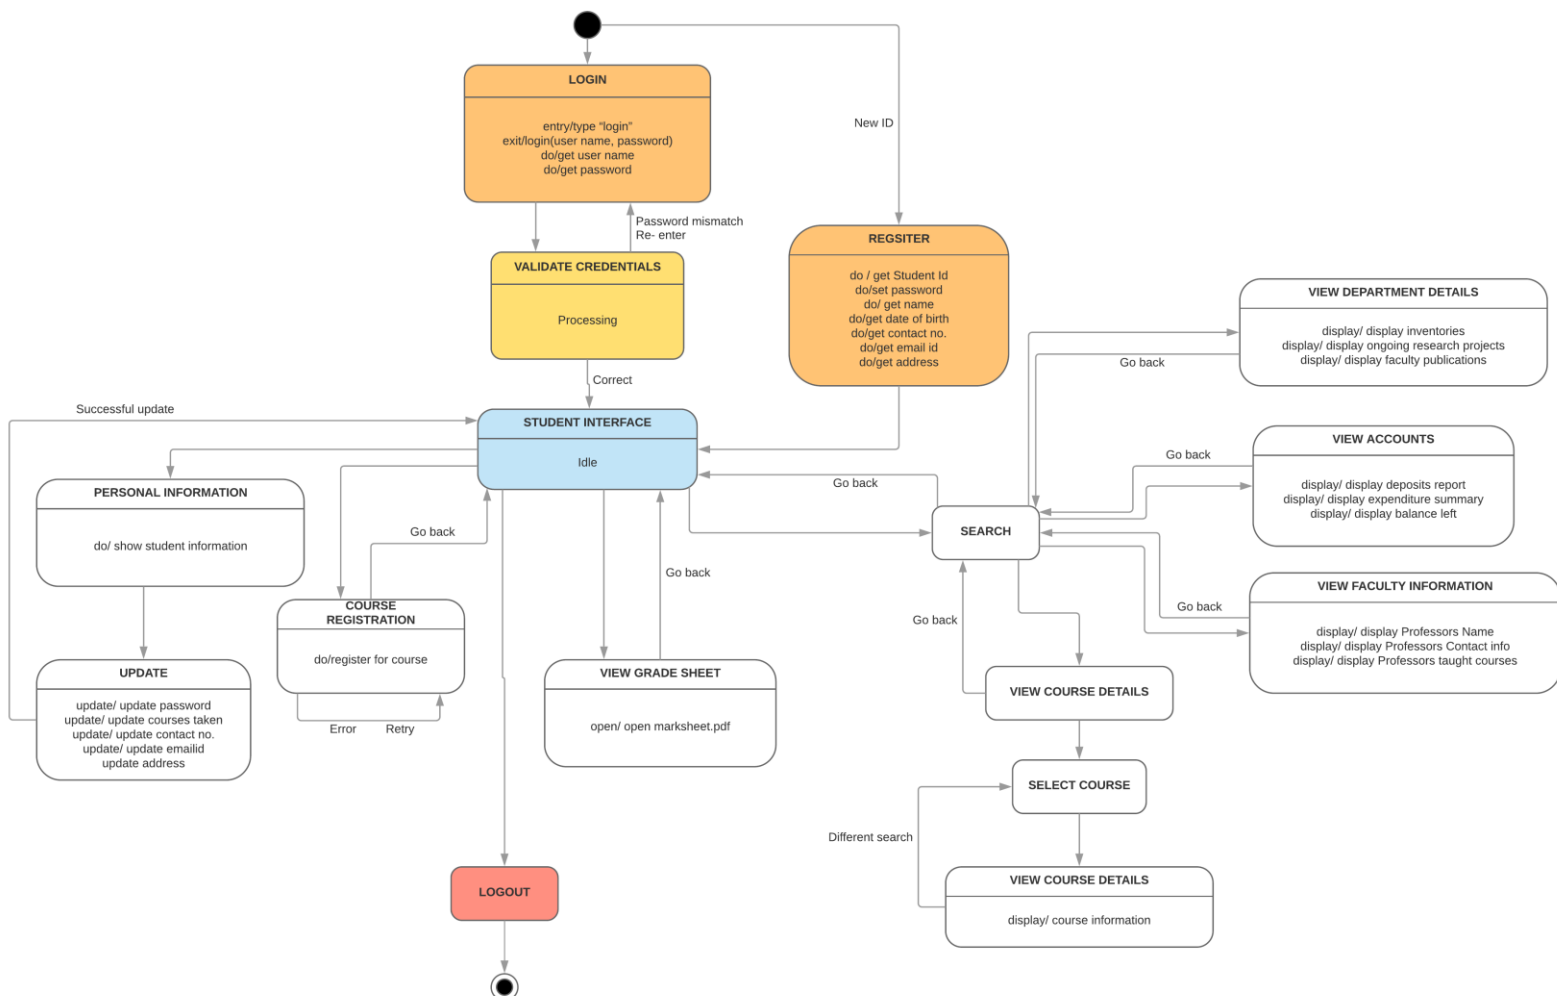 LOGIN
entry/type "login"
exit/login(user name, password)
do/get user name
do/get password
New ID
Password mismatch
Re- enter
VALIDATE CREDENTIALS
Processing
Correct
REGSITER
do / get Student Id
do/set password
do/ get name
do/get date of birth
do/get contact no.
do/get email id
do/get address
VIEW DEPARTMENT DETAILS
display/ display inventories
display/ display ongoing research projects
display/ display faculty publications
Go back
Successful update
STUDENT INTERFACE
Idle
VIEW ACCOUNTS
display/ display deposits report
display/ display expenditure summary
display/ display balance left
Go back
Go back
PERSONAL INFORMATION
do/ show student information
Go back
SEARCH
Go back
VIEW FACULTY INFORMATION
display/ display Professors Name
display/ display Professors Contact info
display/ display Professors taught courses
Go back
COURSE
REGISTRATION
do/register for course
Error
Retry
Go back
UPDATE
update/ update password
update/ update courses taken
update/ update contact no.
update/ update emailid
update address
VIEW GRADE SHEET
open/ open marksheet.pdf
VIEW COURSE DETAILS
SELECT COURSE
Different search
VIEW COURSE DETAILS
display/ course information
LOGOUT